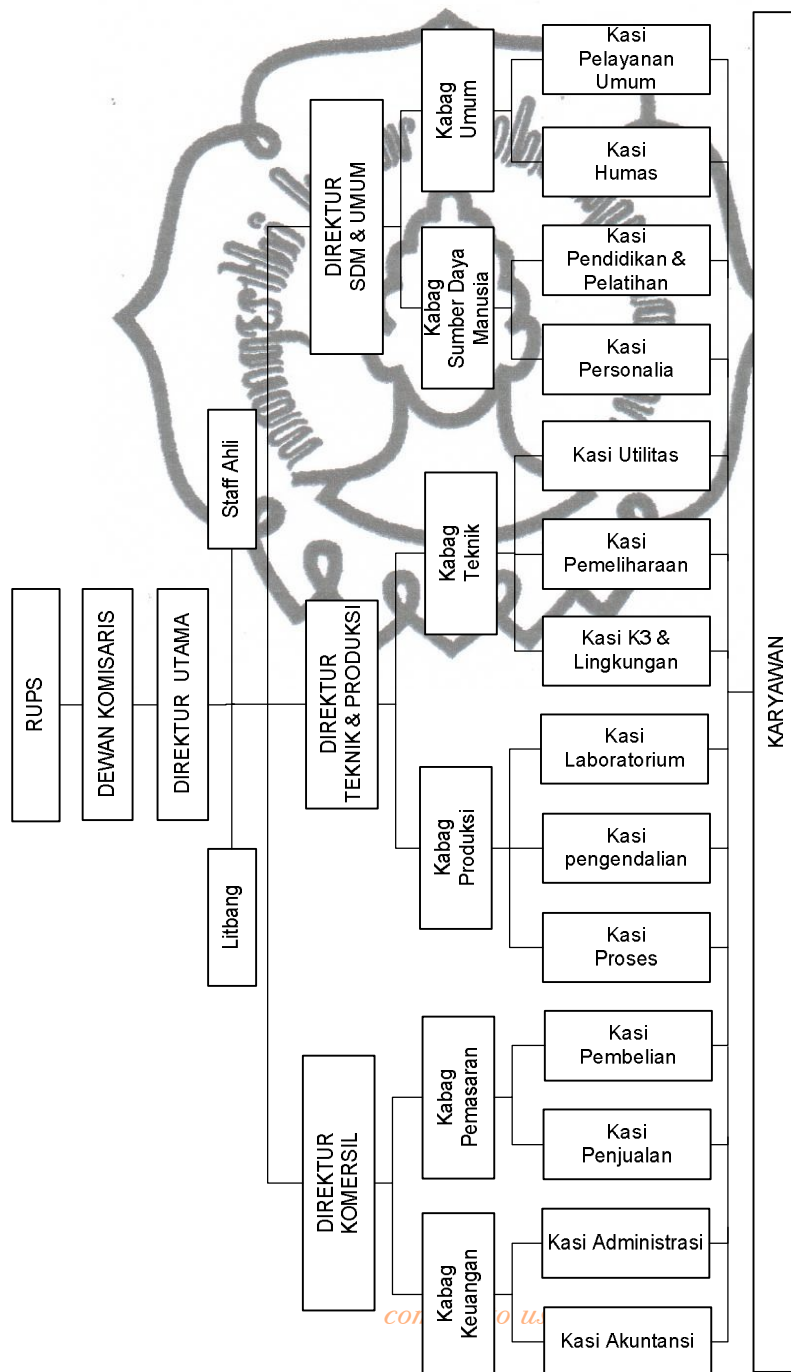 RUPS
DEWAN KOMISARIS
DIREKTUR UTAMA
Litbang
Staff Ahli
DIREKTUR
KOMERSIL
DIREKTUR
TEKNIK & PRODUKSI
DIREKTUR
SDM & UMUM
Kabag
Keuangan
Kabag
Pemasaran
Kabag
Produksi
Kabag
Teknik
Kabag
Sumber Daya
Manusia
Kabag
Umum
Kasi Akuntansi
Kasi Administrasi
Kasi
Penjualan
Kasi
Pembelian
Kasi
Proses
Kasi
pengendalian
Kasi
Laboratorium
Kasi K3 &
Lingkungan
Kasi
Pemeliharaan
Kasi Utilitas
Kasi
Personalia
Kasi
Pendidikan &
Pelatihan
Kasi
Humas
Kasi
Pelayanan
Umum
KARYAWAN